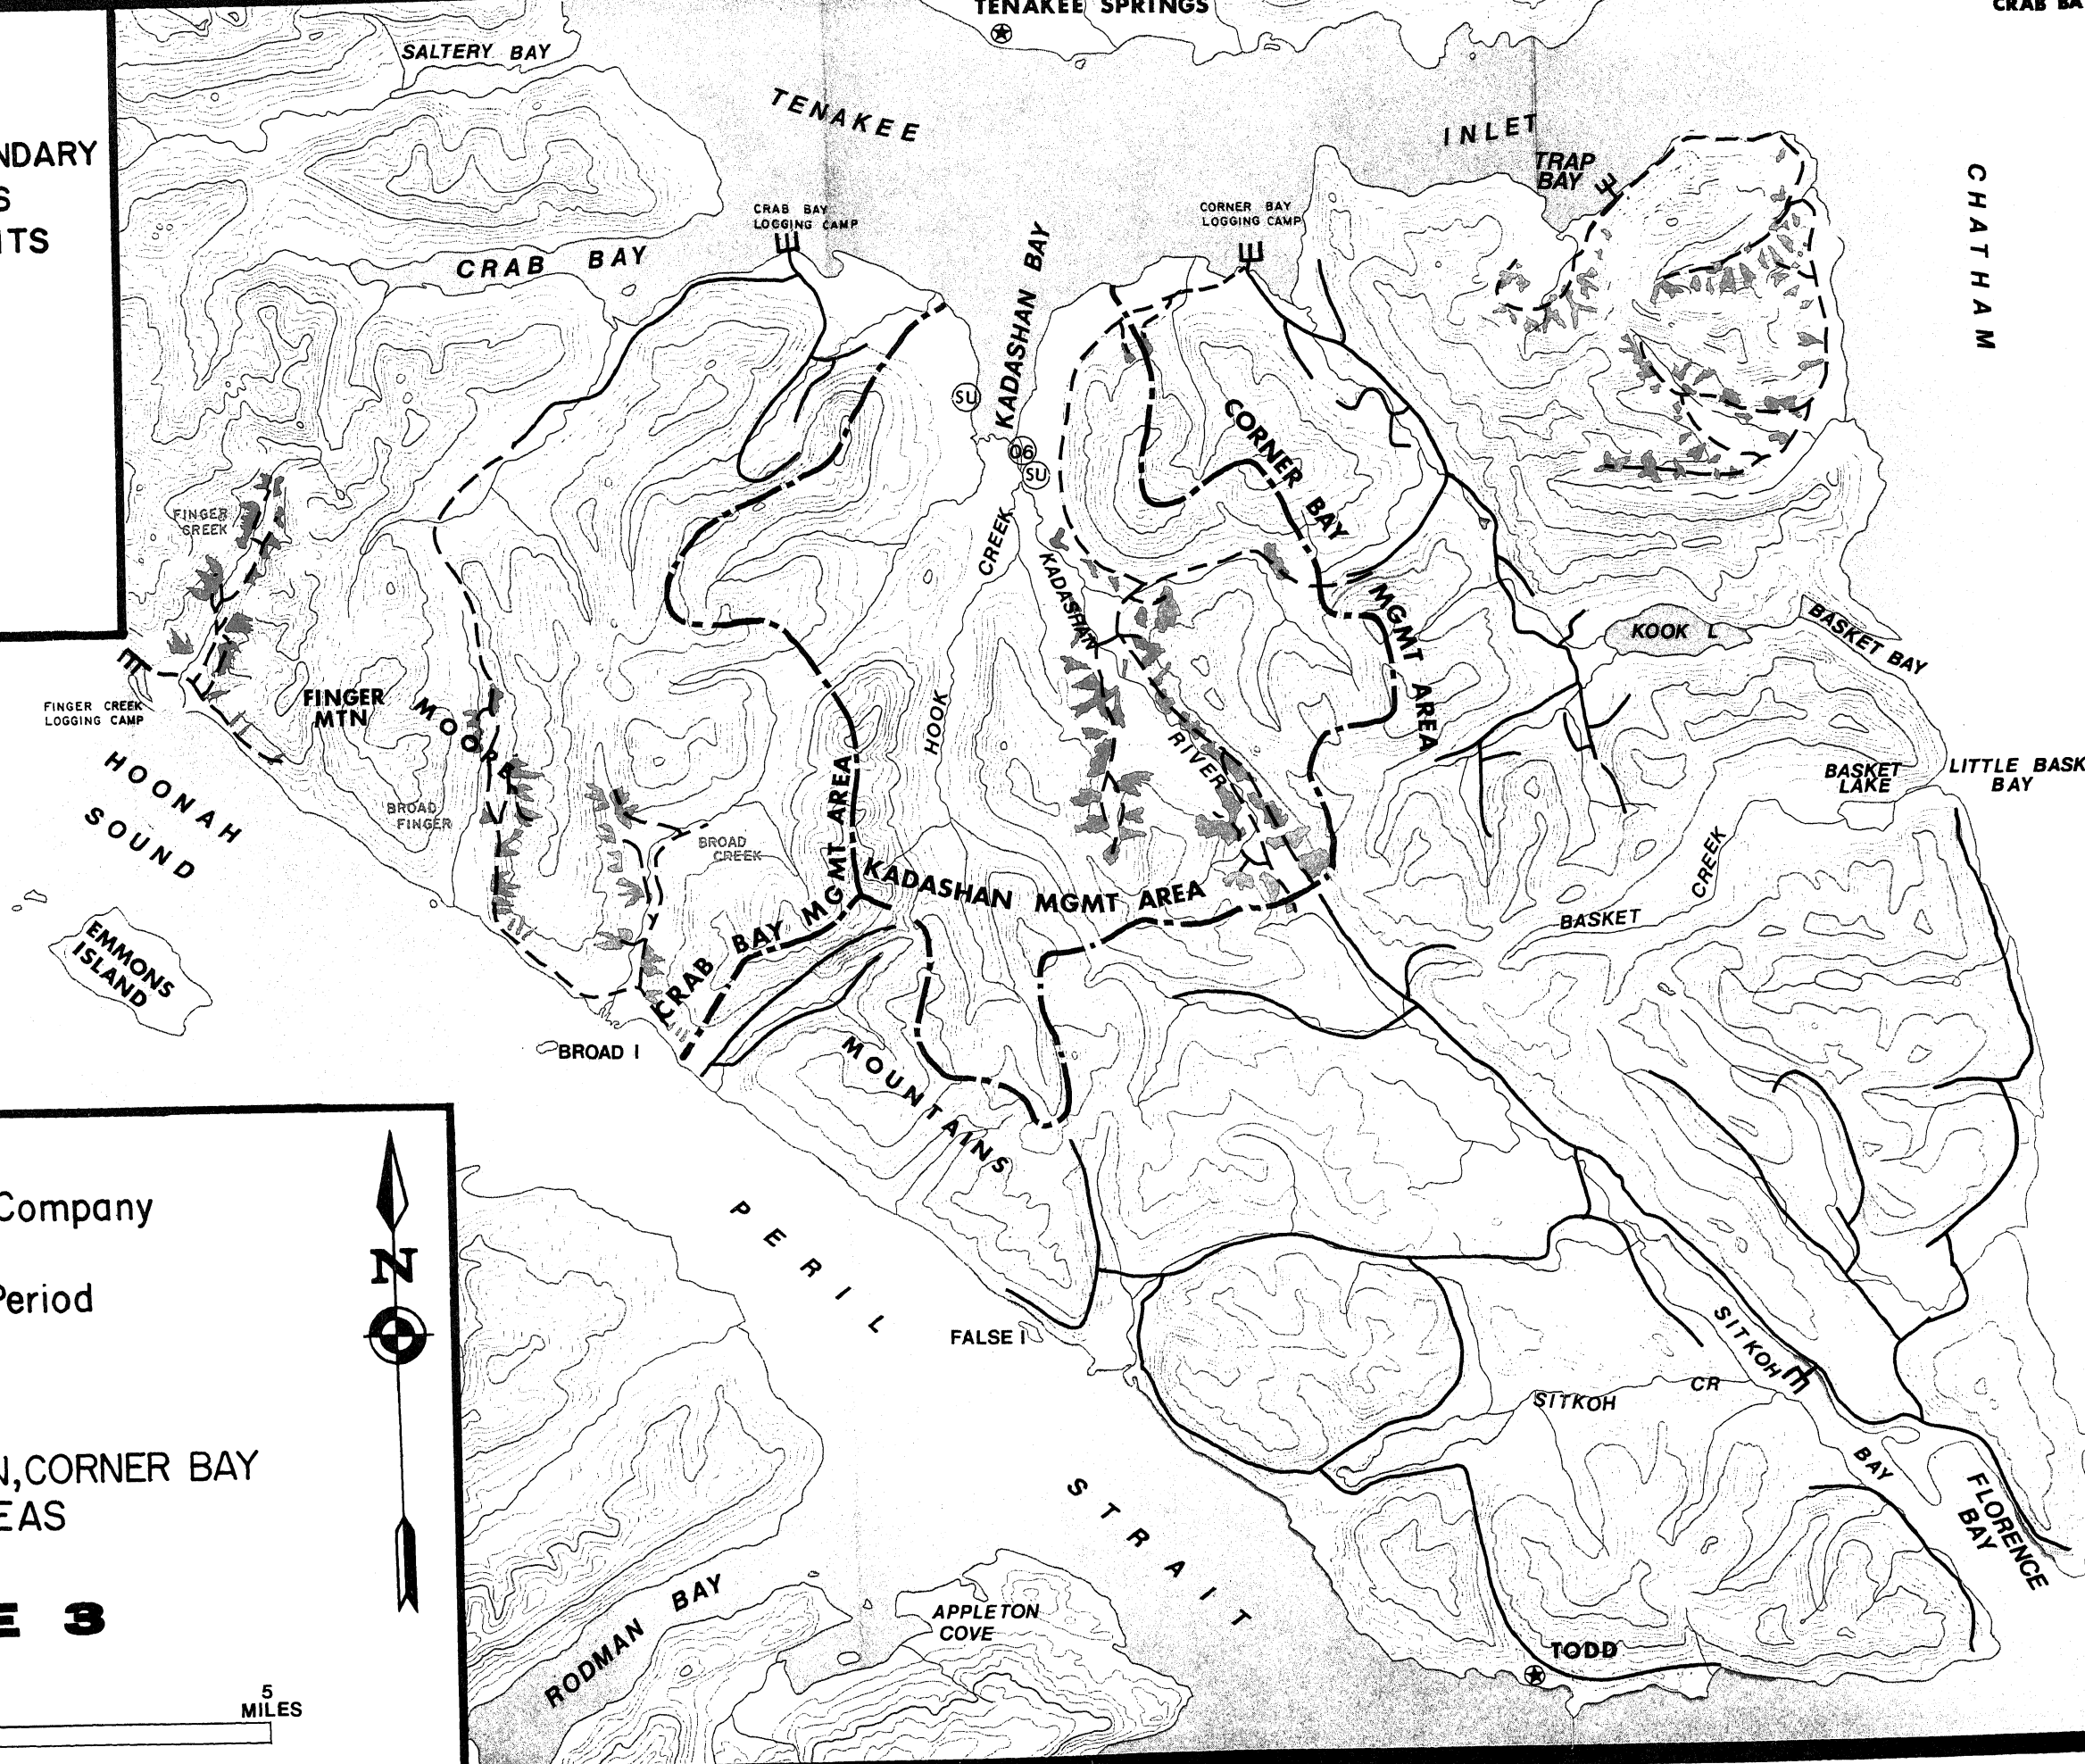 TENAKEE SPRINGS
CRAB BA
SALTERY BAY
TENAKEE
INLET
NDARY
S
ITS
TRAP
BAY
CHATHAM
CRAB BAY
LOGGING CAMP
CORNER BAY
LOGGING CAMP
CRAB BAY
KADASHAN BAY
SU
06
SU
CORNER BAY MGMT AREA
FINGER
CREEK
HOOK CREEK
KADASHAN RIVER
KOOK L
BASKET BAY
FINGER CREEK
LOGGING CAMP
FINGER
MTN
MOORE
MOUNTAINS
HOONAH
SOUND
BROAD
FINGER
BROAD
CREEK
BASKET
LAKE
LITTLE BASK
BAY
CRAB BAY MGMT AREA
KADASHAN MGMT AREA
BASKET CREEK
EMMONS
ISLAND
BROAD I
Company
Period
N
PERIL
STRAIT
FALSE I
SITKOH
BAY
SITKOH CR
N,CORNER BAY
EAS
FLORENCE
BAY
E 3
RODMAN BAY
APPLETON
COVE
TODD
5
MILES